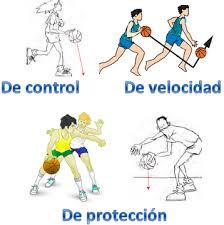 De control
De velocidad
De protección